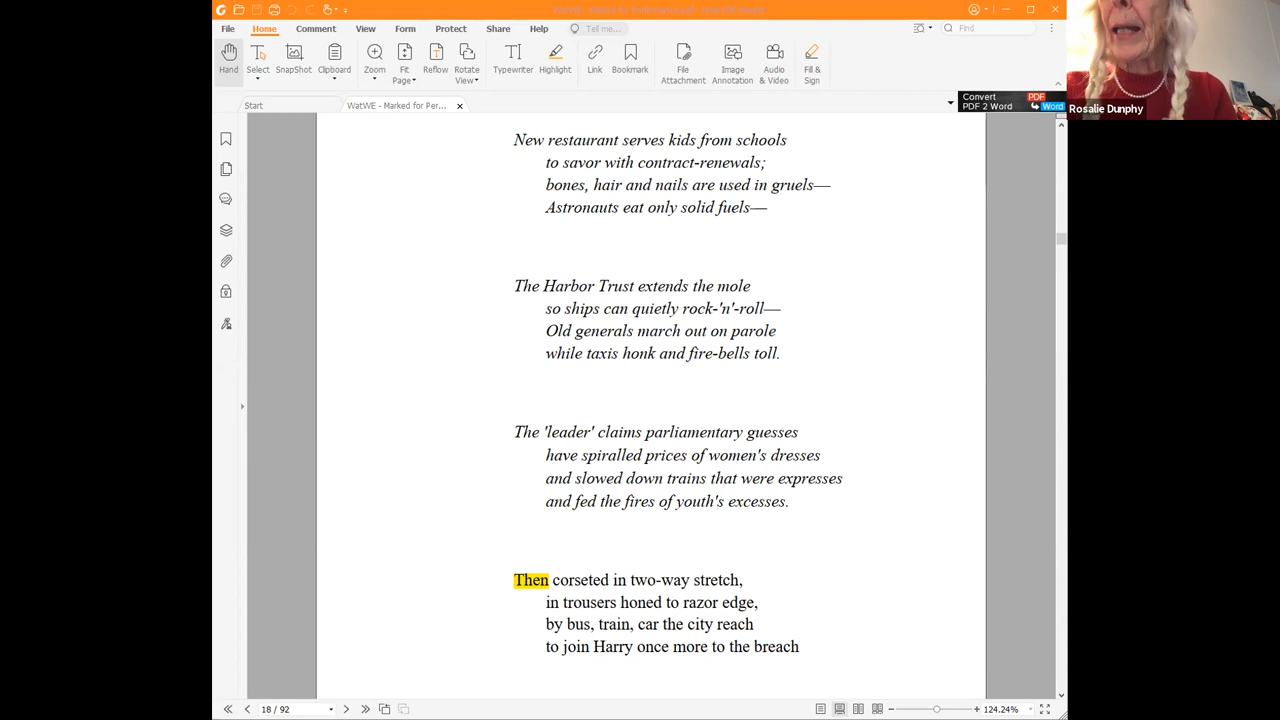 File Home Comment View Form Protect Share Help Tell me... Find
Hand Select SnapShot Clipboard Zoom Fit Page Reflow Rotate View Typewriter Highlight Link Bookmark File Attachment Image Annotation Audio & Video Fill & Sign
Start WatWE - Marked for Per...
Convert PDF 2 Word PDF Word
Rosalie Dunphy
New restaurant serves kids from schools
to savor with contract-renewals;
bones, hair and nails are used in gruels—
Astronauts eat only solid fuels—
The Harbor Trust extends the mole
so ships can quietly rock-'n'-roll—
Old generals march out on parole
while taxis honk and fire-bells toll.
The 'leader' claims parliamentary guesses
have spiralled prices of women's dresses
and slowed down trains that were expresses
and fed the fires of youth's excesses.
Then corseted in two-way stretch,
in trousers honed to razor edge,
by bus, train, car the city reach
to join Harry once more to the breach
18 / 92 124.24%